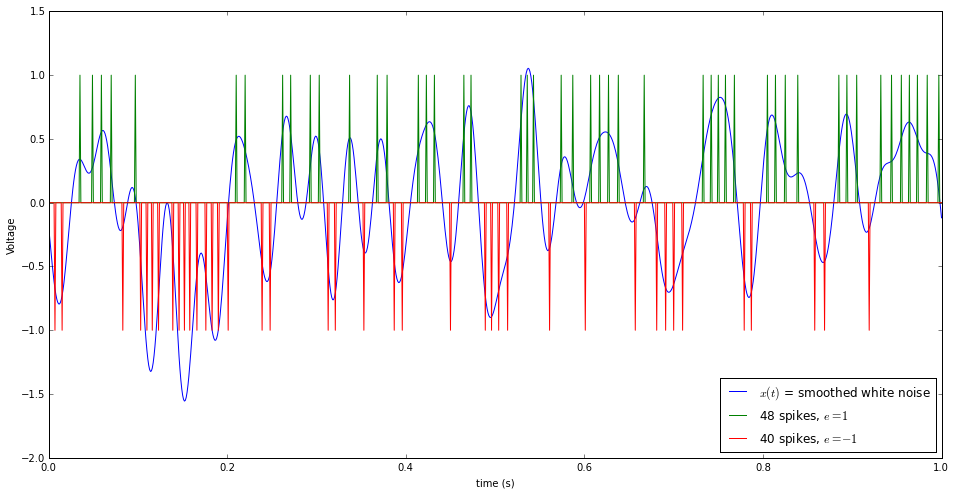 1.5
1.0
0.5
0.0
−0.5
−1.0
−1.5
−2.0
Voltage
0.0 0.2 0.4 0.6 0.8 1.0
time (s)
x(t) = smoothed white noise
48 spikes, e=1
40 spikes, e=−1